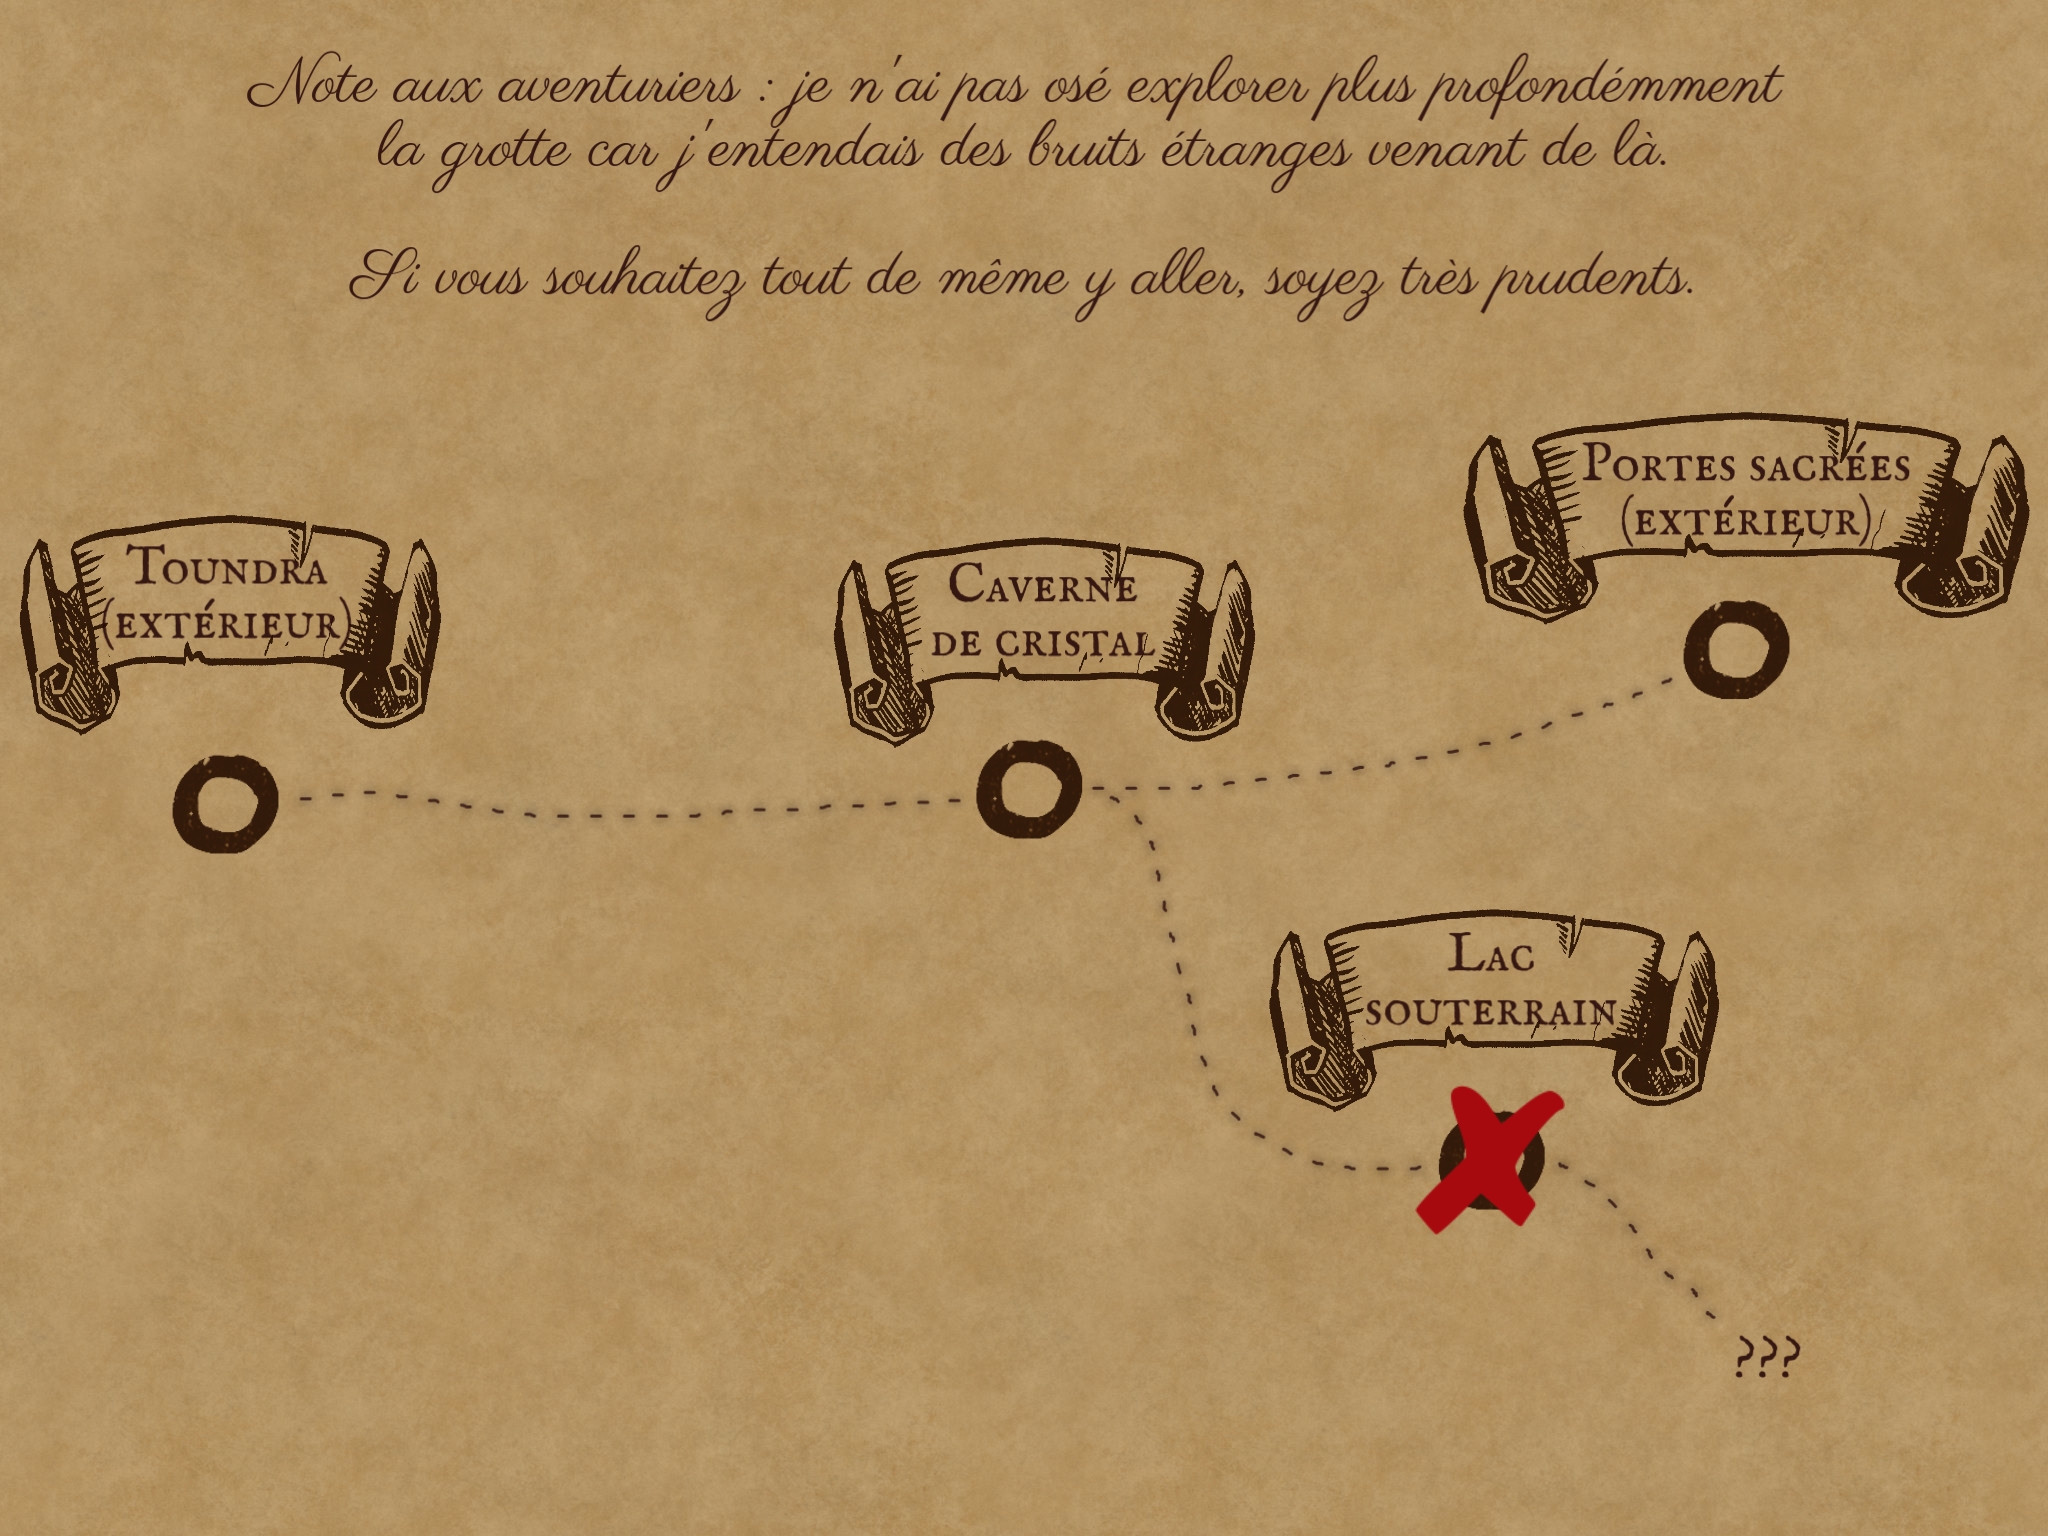 Note aux aventuriers : je n'ai pas osé explorer plus profondémment
la grotte car j'entendais des bruits étranges venant de là.
Si vous souhaitez tout de même y aller, soyez très prudents.
Portes sacrées
(extérieur)
Toundra
(extérieur)
Caverne
de cristal
Lac
souterrain
???